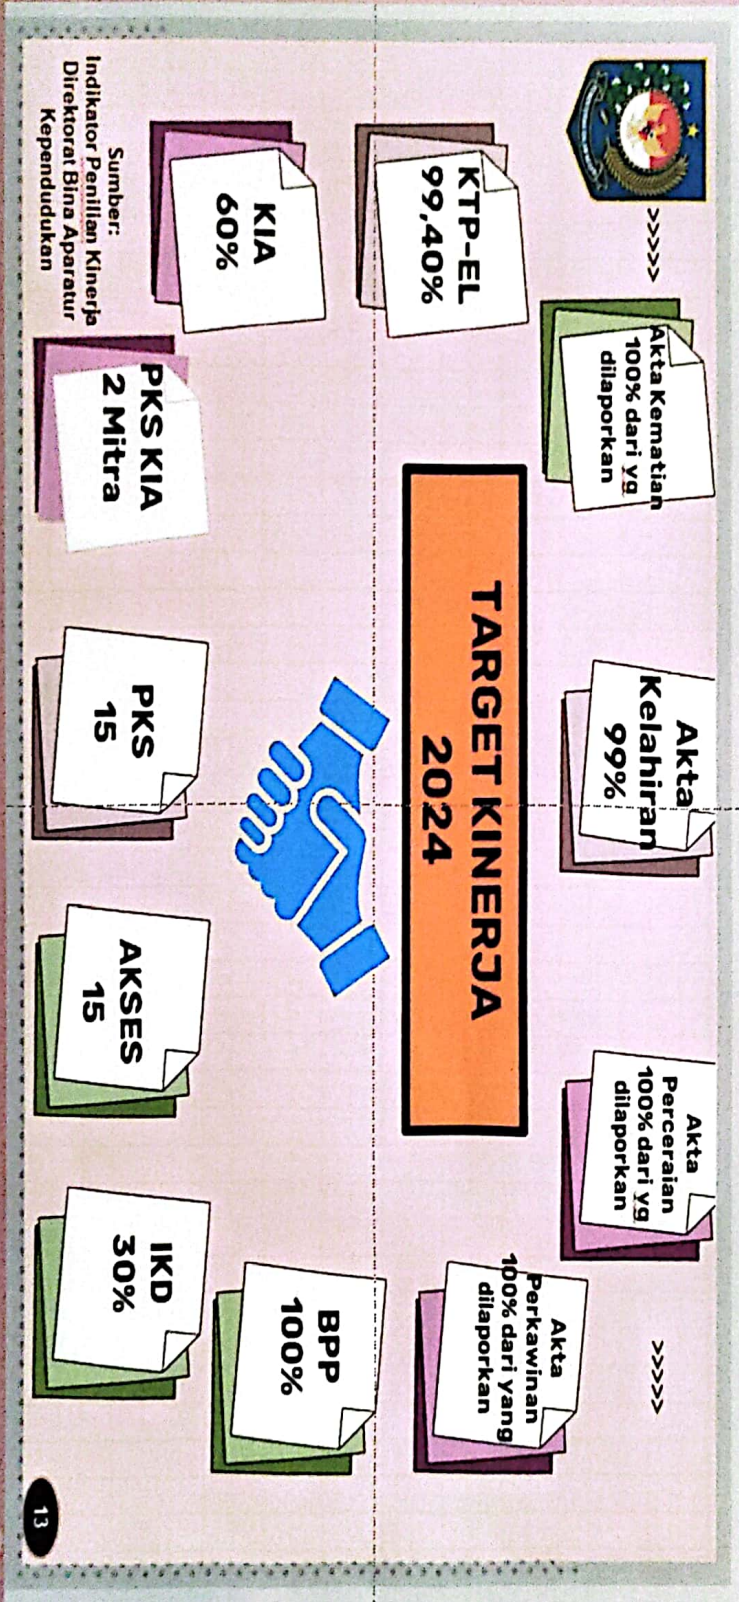 >>>>>
>>>>>
Akta Kematian
100% dari yg
dilaporkan
Akta
Kelahiran
99%
Akta
Perceraian
100% dari yg
dilaporkan
KTP-EL
99,40%
TARGET KINERJA
2024
Akta
Perkawinan
100% dari yang
dilaporkan
KIA
60%
BPP
100%
PKS KIA
2 Mitra
PKS
15
AKSES
15
IKD
30%
Sumber:
Indikator Penilian Kinerja
Direktorat Bina Aparatur
Kependudukan
13